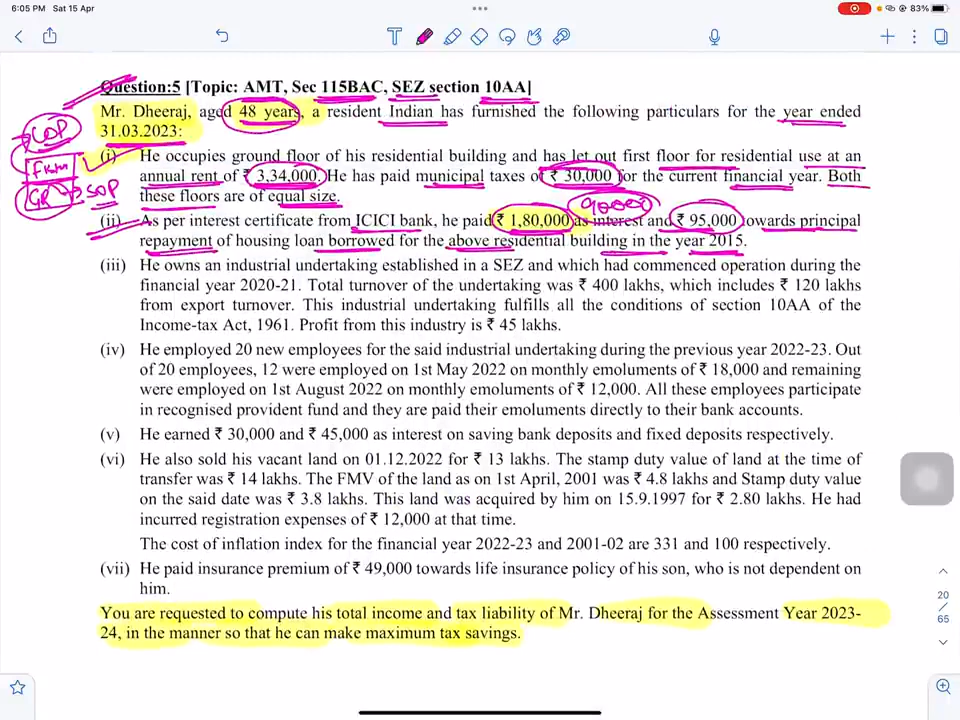 6:05 PM Sat 15 Apr
83%
Question:5 [Topic: AMT, Sec 115BAC, SEZ section 10AA]
Mr. Dheeraj, aged 48 years, a resident Indian has furnished the following particulars for the year ended
31.03.2023:
(i) He occupies ground floor of his residential building and has let out first floor for residential use at an
annual rent of ₹ 3,34,000. He has paid municipal taxes of ₹ 30,000 for the current financial year. Both
these floors are of equal size.
SOP
90000
(ii) As per interest certificate from ICICI bank, he paid ₹ 1,80,000 as interest and ₹ 95,000 towards principal
repayment of housing loan borrowed for the above residential building in the year 2015.
(iii) He owns an industrial undertaking established in a SEZ and which had commenced operation during the
financial year 2020-21. Total turnover of the undertaking was ₹ 400 lakhs, which includes ₹ 120 lakhs
from export turnover. This industrial undertaking fulfills all the conditions of section 10AA of the
Income-tax Act, 1961. Profit from this industry is ₹ 45 lakhs.
(iv) He employed 20 new employees for the said industrial undertaking during the previous year 2022-23. Out
of 20 emploees, 12 were employed on 1st May 2022 on monthly emoluments of ₹ 18,000 and remaining
were employed on 1st August 2022 on monthly emoluments of ₹ 12,000. All these employees participate
in recognised provident fund and they are paid their emoluments directly to their bank accounts.
(v) He earned ₹ 30,000 and ₹ 45,000 as interest on saving bank deposits and fixed deposits respectively.
(vi) He also sold his vacant land on 01.12.2022 for ₹ 13 lakhs. The stamp duty value of land at the time of
transfer was ₹ 14 lakhs. The FMV of the land as on 1st April, 2001 was ₹ 4.8 lakhs and Stamp duty value
on the said date was ₹ 3.8 lakhs. This land was acquired by him on 15.9.1997 for ₹ 2.80 lakhs. He had
incurred registration expenses of ₹ 12,000 at that time.
The cost of inflation index for the financial year 2022-23 and 2001-02 are 331 and 100 respectively.
(vii) He paid insurance premium of ₹ 49,000 towards life insurance policy of his son, who is not dependent on
him.
You are requested to compute his total income and tax liability of Mr. Dheeraj for the Assessment Year 2023-
24, in the manner so that he can make maximum tax savings.
20
/
65